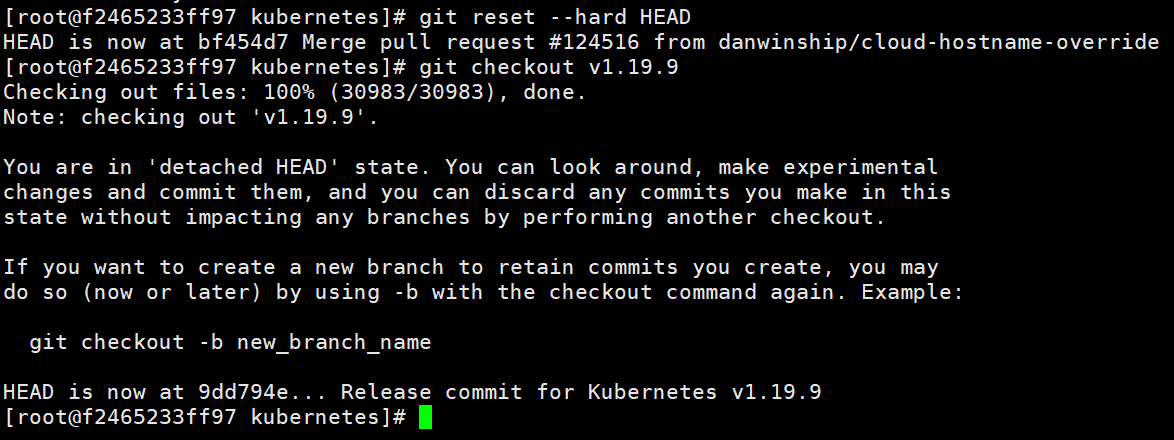 [root@f2465233ff97 kubernetes]# git reset --hard HEAD
HEAD is now at bf454d7 Merge pull request #124516 from danwinship/cloud-hostname-override
[root@f2465233ff97 kubernetes]# git checkout v1.19.9
Checking out files: 100% (30983/30983), done.
Note: checking out 'v1.19.9'.

You are in 'detached HEAD' state. You can look around, make experimental
changes and commit them, and you can discard any commits you make in this
state without impacting any branches by performing another checkout.

If you want to create a new branch to retain commits you create, you may
do so (now or later) by using -b with the checkout command again. Example:

  git checkout -b new_branch_name

HEAD is now at 9dd794e... Release commit for Kubernetes v1.19.9
[root@f2465233ff97 kubernetes]#